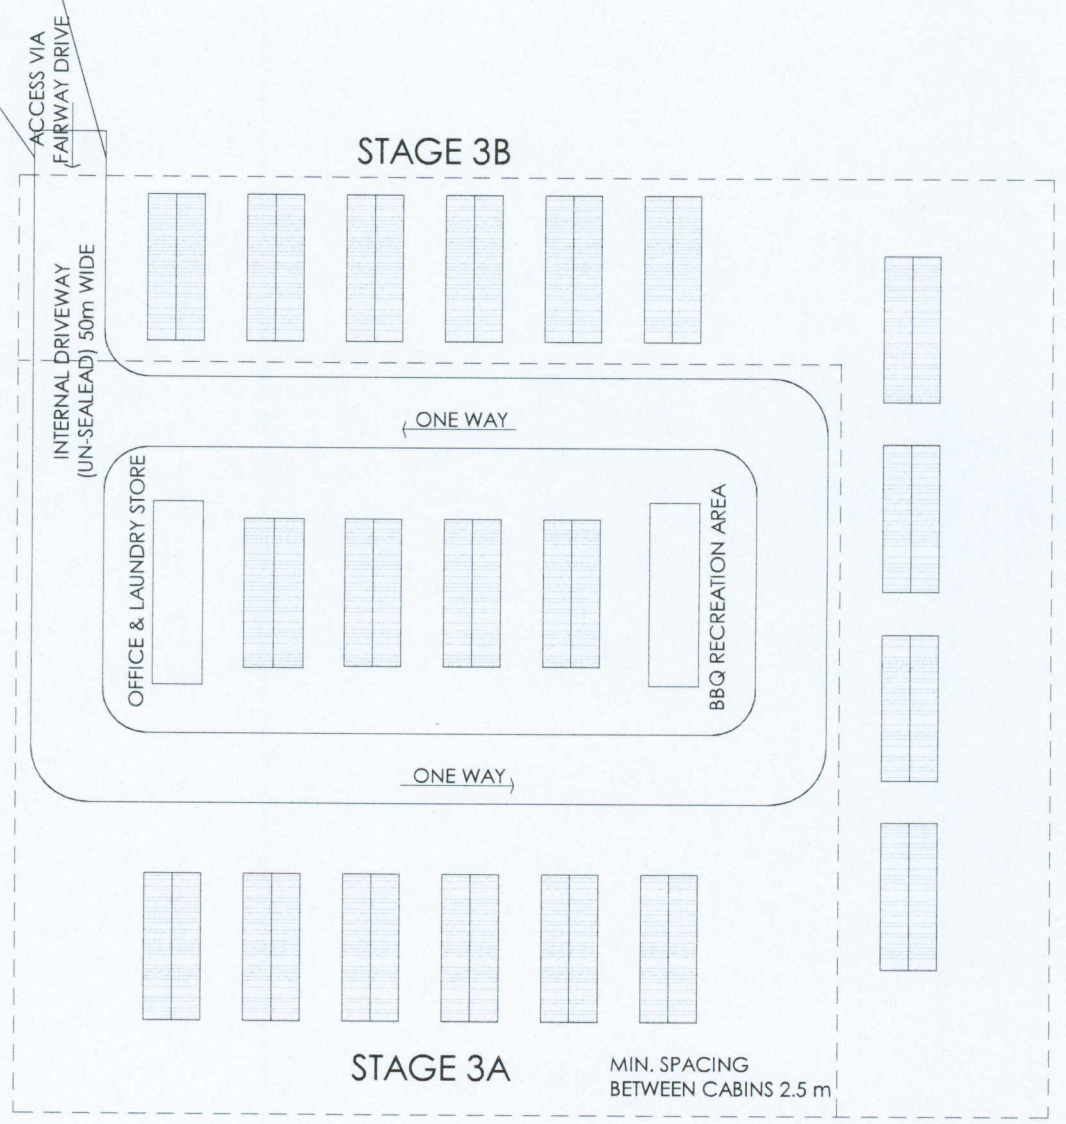 ACCESS VIA
FAIRWAY DRIVE
STAGE 3B
INTERNAL DRIVEWAY
(UN-SEALEAD) 50m WIDE
ONE WAY
OFFICE & LAUNDRY STORE
BBQ RECREATION AREA
ONE WAY
STAGE 3A
MIN. SPACING
BETWEEN CABINS 2.5 m